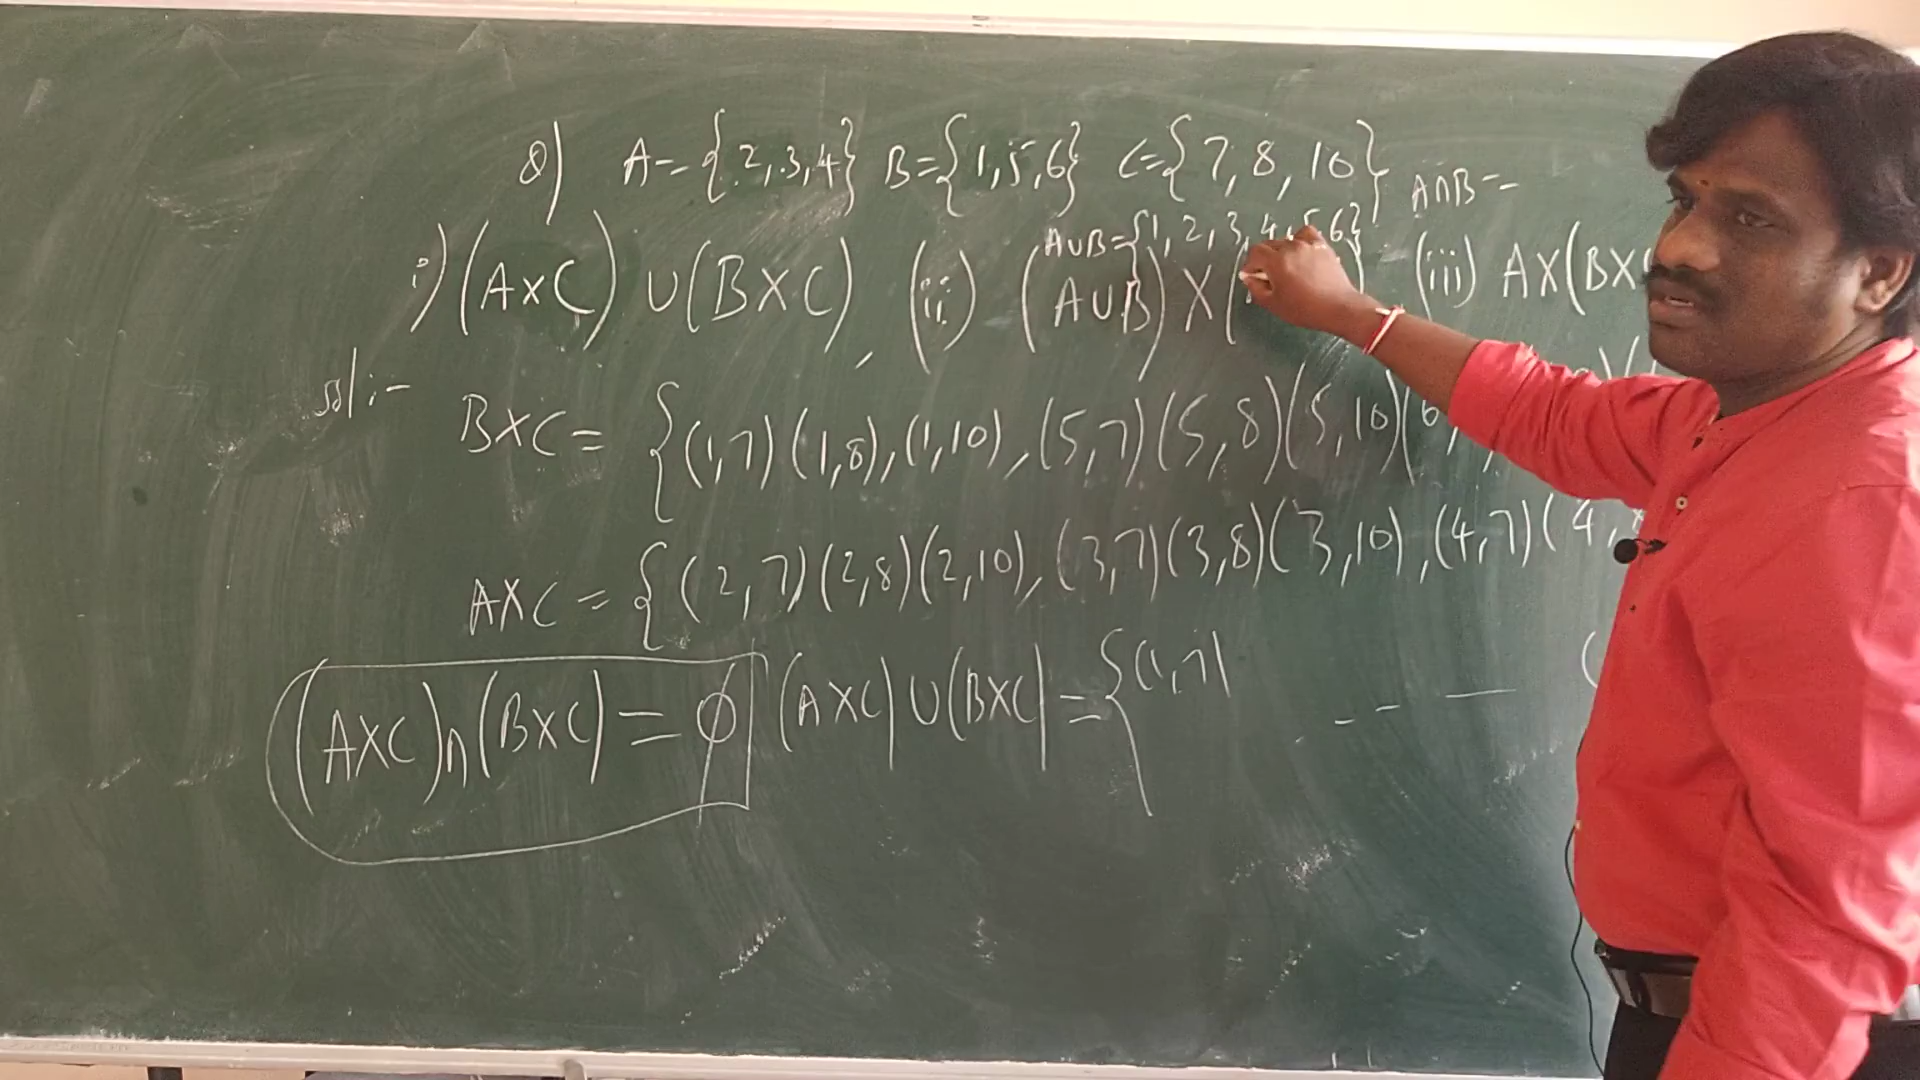 8) A = {2,3,4} B={1,5,6} C={7,8,10} A∩B = -
A∪B={1,2,3,4,5,6}
i) (A×C) ∪ (B×C), (ii) (A∪B) × ( (iii) A×(B×C
sol:-
B×C = {(1,7) (1,8), (1,10), (5,7) (5,8) (5,10) (6,
A×C = {(2,7) (2,8) (2,10), (3,7) (3,8) (3,10), (4,7) (4,
(A×C)∩(B×C) = ϕ (A×C) ∪ (B×C) = {(1,7) -- — (